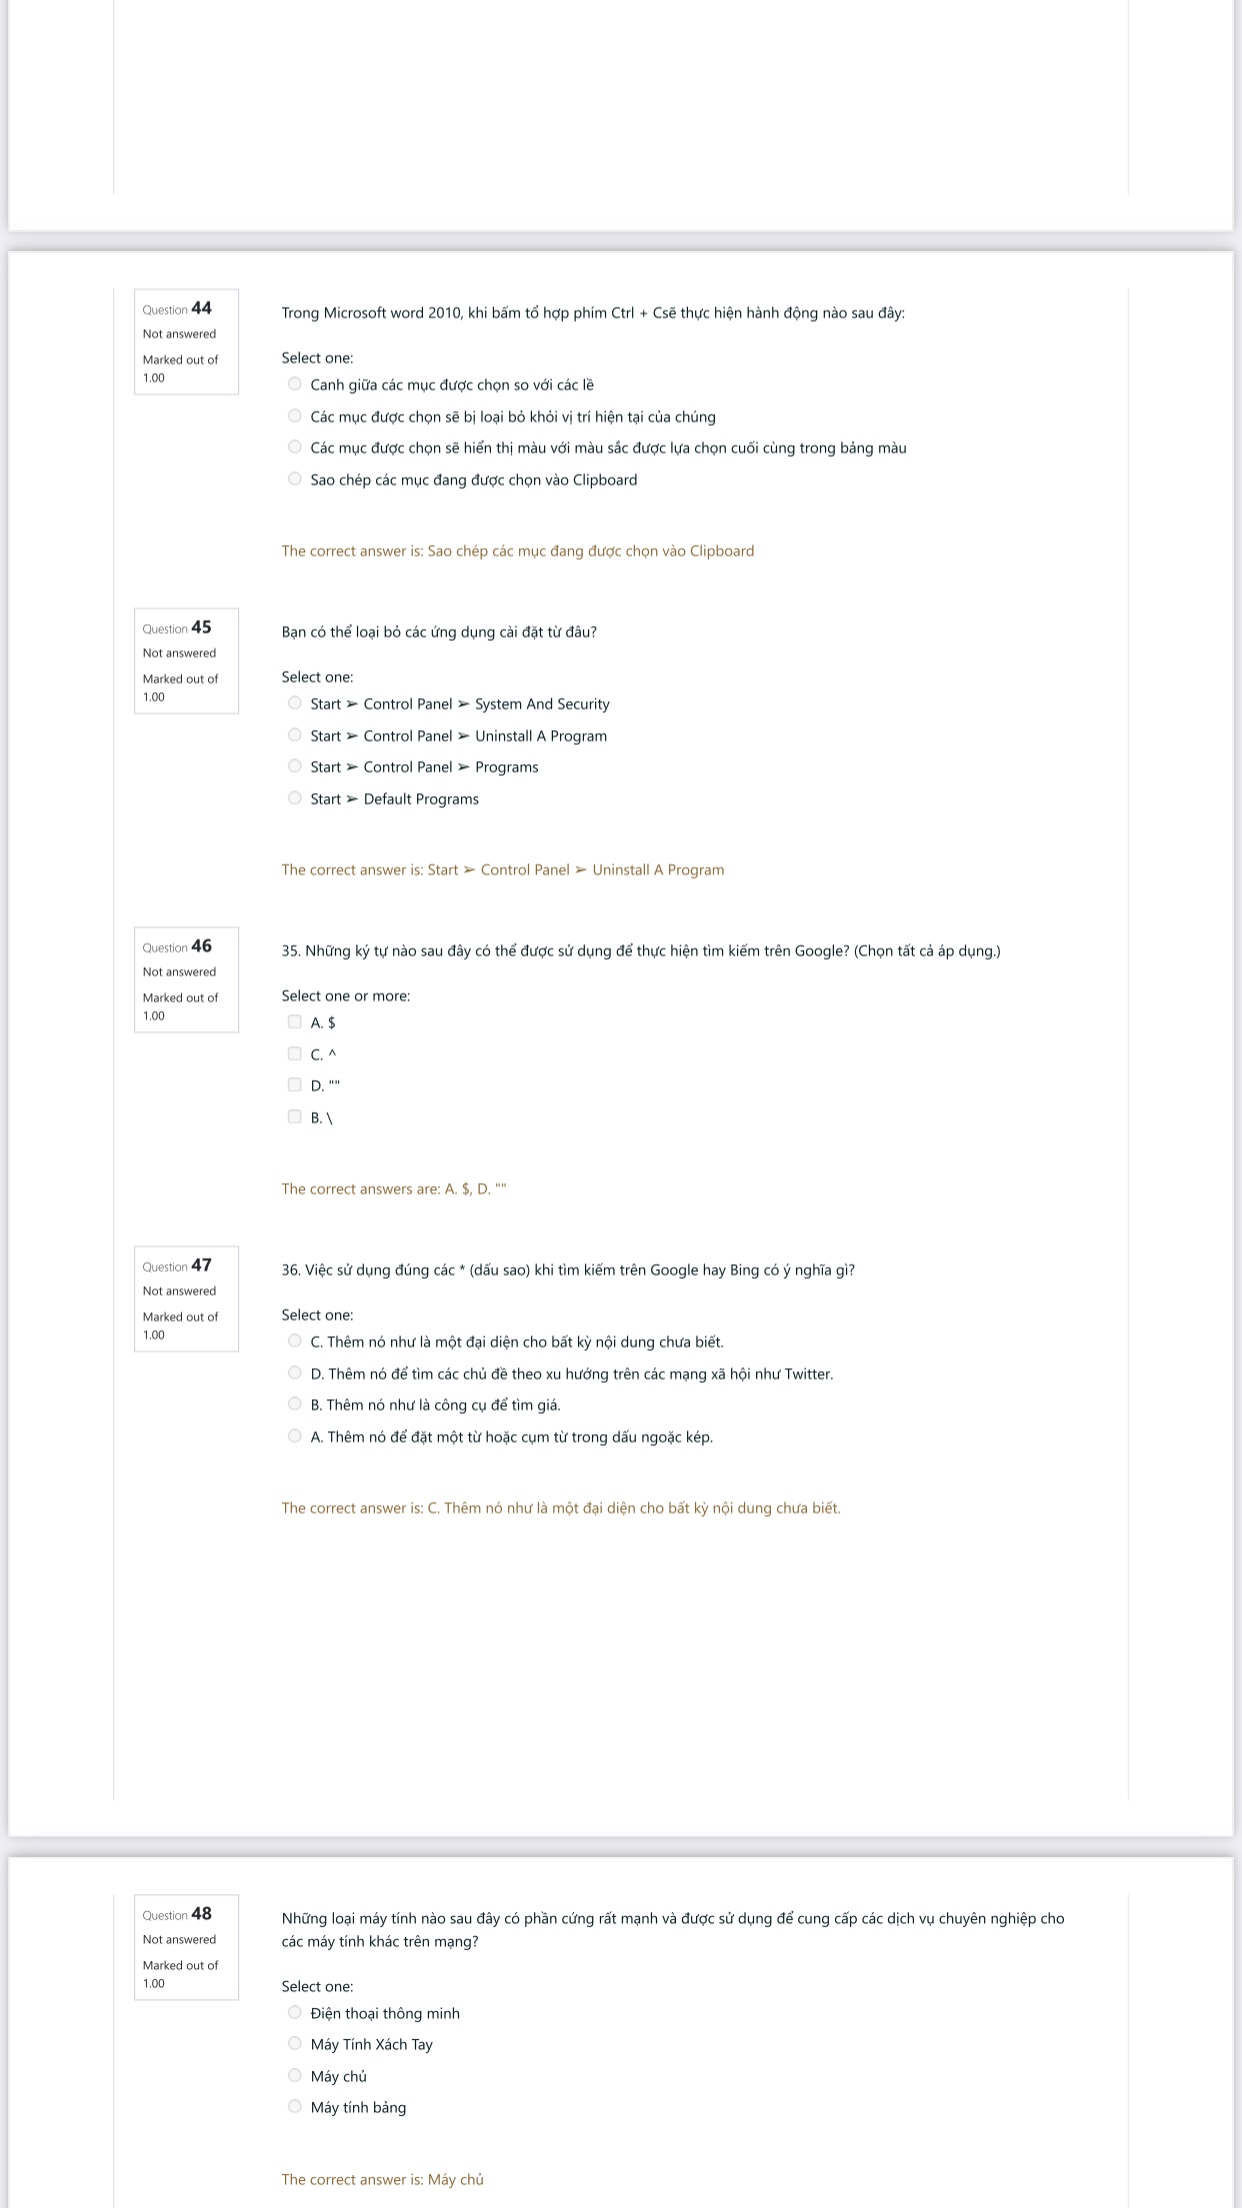 Question 44
Not answered
Marked out of
1.00
Trong Microsoft word 2010, khi bấm tổ hợp phím Ctrl + Csẽ thực hiện hành động nào sau đây:
Select one:
Canh giữa các mục được chọn so với các lề
Các mục được chọn sẽ bị loại bỏ khỏi vị trí hiện tại của chúng
Các mục được chọn sẽ hiển thị màu với màu sắc được lựa chọn cuối cùng trong bảng màu
Sao chép các mục đang được chọn vào Clipboard
The correct answer is: Sao chép các mục đang được chọn vào Clipboard
Question 45
Not answered
Marked out of
1.00
Bạn có thể loại bỏ các ứng dụng cài đặt từ đâu?
Select one:
Start ➢ Control Panel ➢ System And Security
Start ➢ Control Panel ➢ Uninstall A Program
Start ➢ Control Panel ➢ Programs
Start ➢ Default Programs
The correct answer is: Start ➢ Control Panel ➢ Uninstall A Program
Question 46
Not answered
Marked out of
1.00
35. Những ký tự nào sau đây có thể được sử dụng để thực hiện tìm kiếm trên Google? (Chọn tất cả áp dụng.)
Select one or more:
A. $
C. ^
D. ""
B. \
The correct answers are: A. $, D. ""
Question 47
Not answered
Marked out of
1.00
36. Việc sử dụng đúng các * (dấu sao) khi tìm kiếm trên Google hay Bing có ý nghĩa gì?
Select one:
C. Thêm nó như là một đại diện cho bất kỳ nội dung chưa biết.
D. Thêm nó để tìm các chủ đề theo xu hướng trên các mạng xã hội như Twitter.
B. Thêm nó như là công cụ để tìm giá.
A. Thêm nó để đặt một từ hoặc cụm từ trong dấu ngoặc kép.
The correct answer is: C. Thêm nó như là một đại diện cho bất kỳ nội dung chưa biết.
Question 48
Not answered
Marked out of
1.00
Những loại máy tính nào sau đây có phần cứng rất mạnh và được sử dụng để cung cấp các dịch vụ chuyên nghiệp cho
các máy tính khác trên mạng?
Select one:
Điện thoại thông minh
Máy Tính Xách Tay
Máy chủ
Máy tính bảng
The correct answer is: Máy chủ